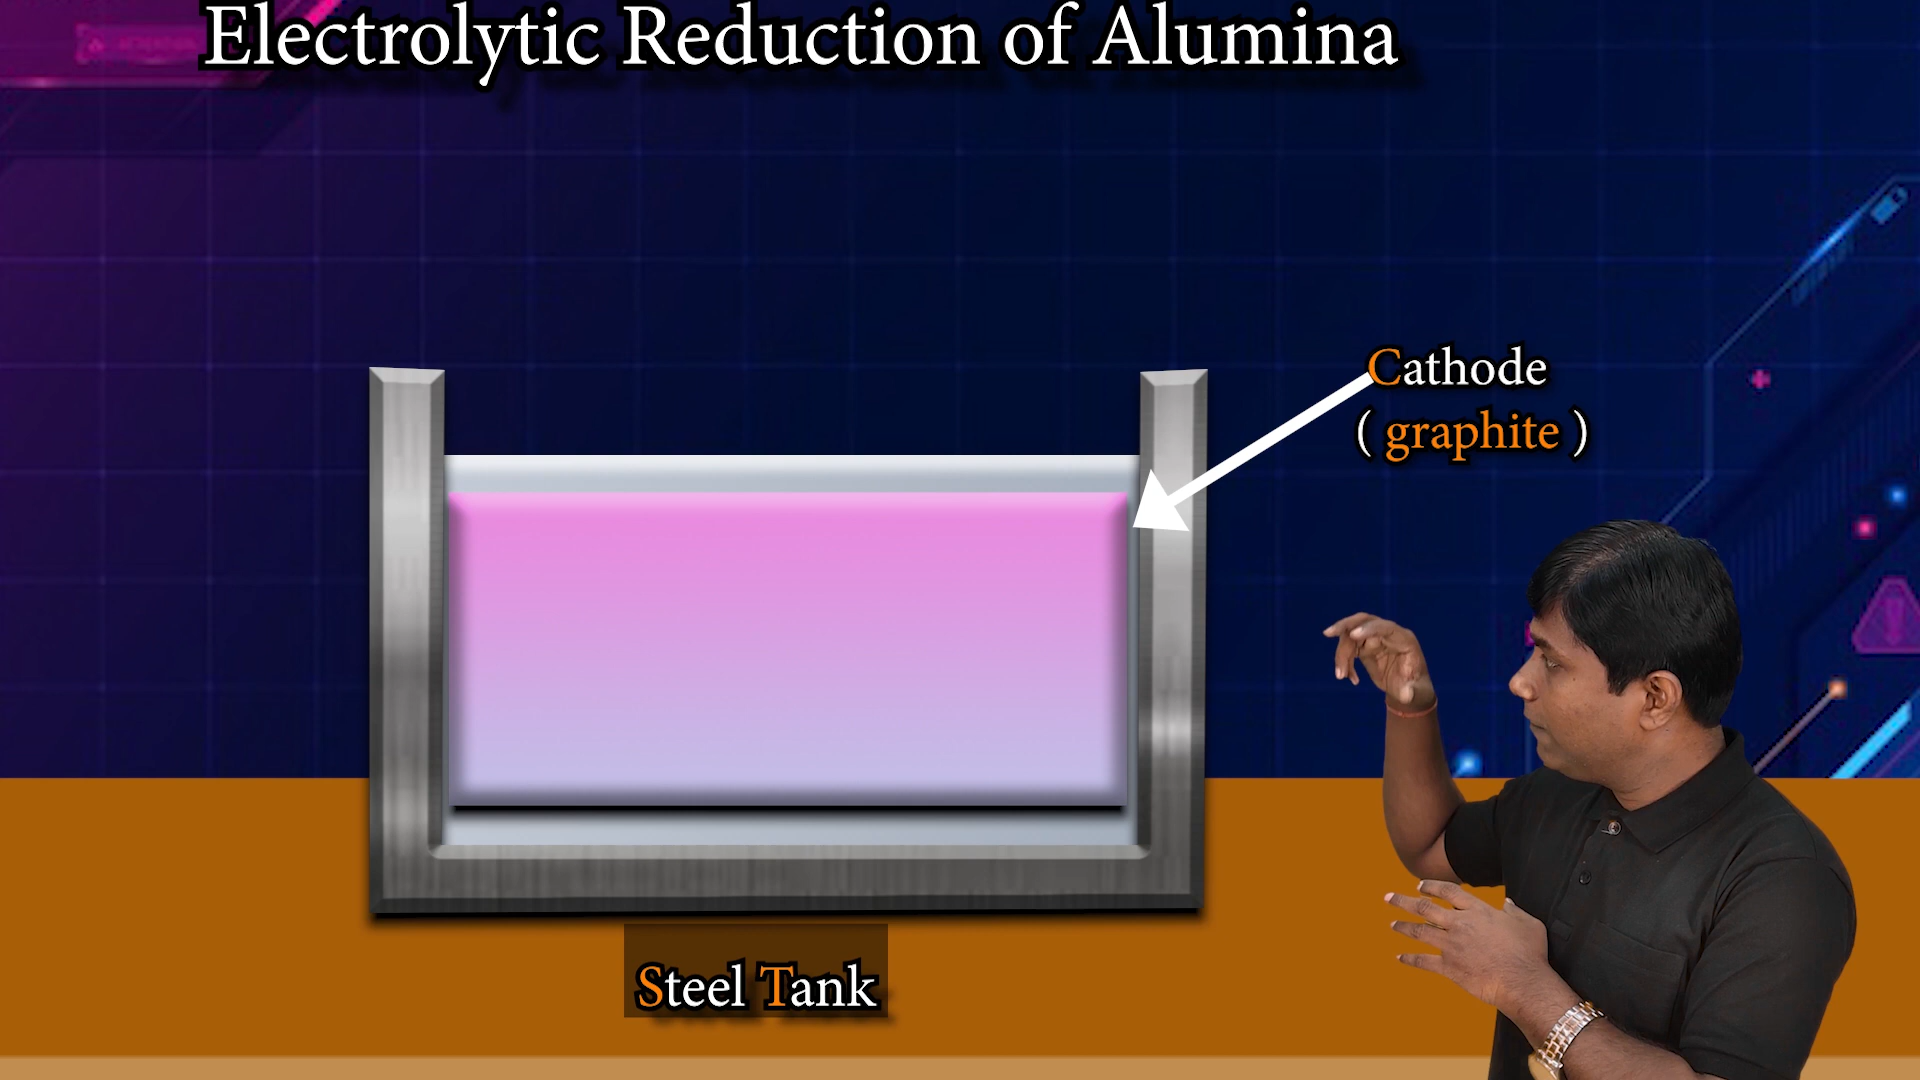 Electrolytic Reduction of Alumina
Cathode
( graphite )
Steel Tank